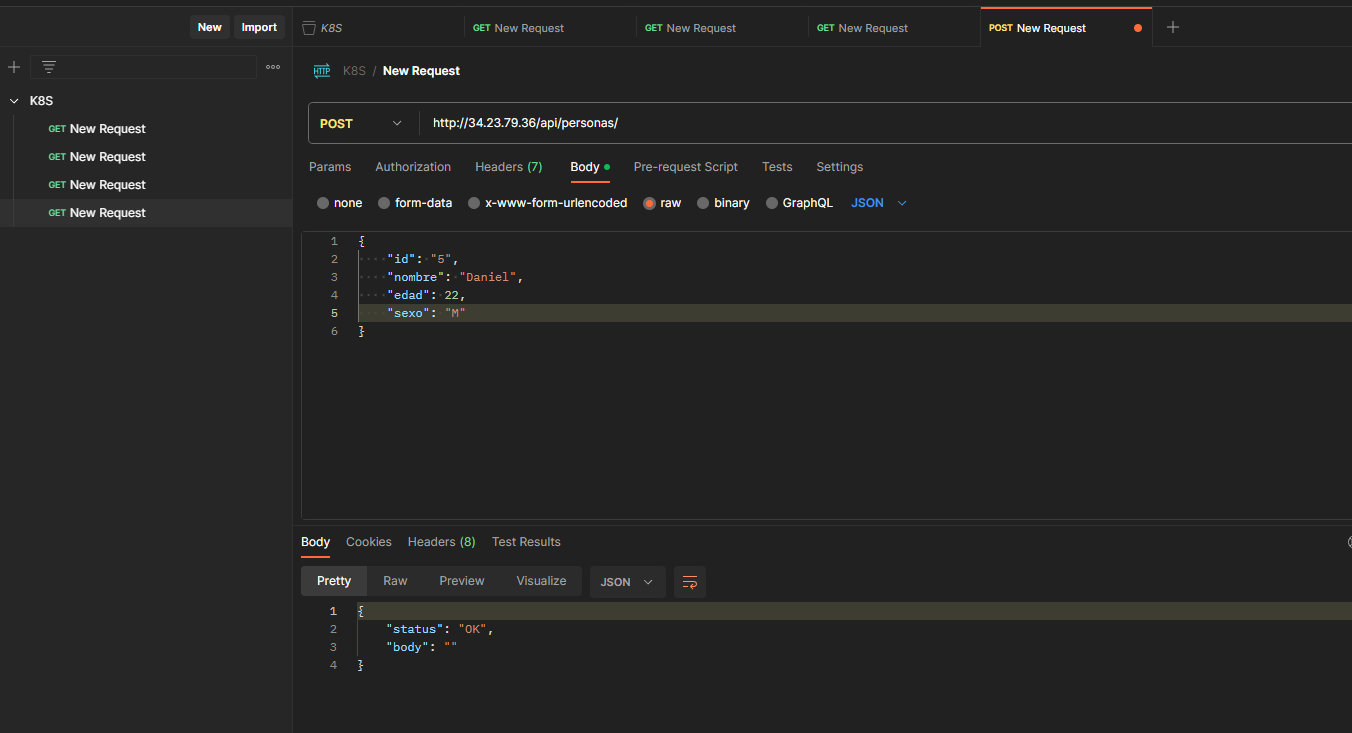 New Import K8S GET New Request GET New Request GET New Request POST New Request
HTTP K8S / New Request
K8S
GET New Request
GET New Request
GET New Request
GET New Request
POST http://34.23.79.36/api/personas/
Params Authorization Headers (7) Body Pre-request Script Tests Settings
none form-data x-www-form-urlencoded raw binary GraphQL JSON
1 {
2 "id": "5",
3 "nombre": "Daniel",
4 "edad": 22,
5 "sexo": "M"
6 }
Body Cookies Headers (8) Test Results
Pretty Raw Preview Visualize JSON
1 {
2 "status": "OK",
3 "body": ""
4 }